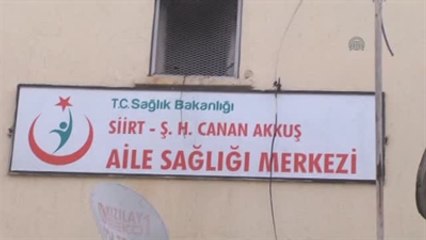 T.C. Sağlık Bakanlığı
SİİRT - Ş. H. CANAN AKKUŞ
AİLE SAĞLIĞI MERKEZİ